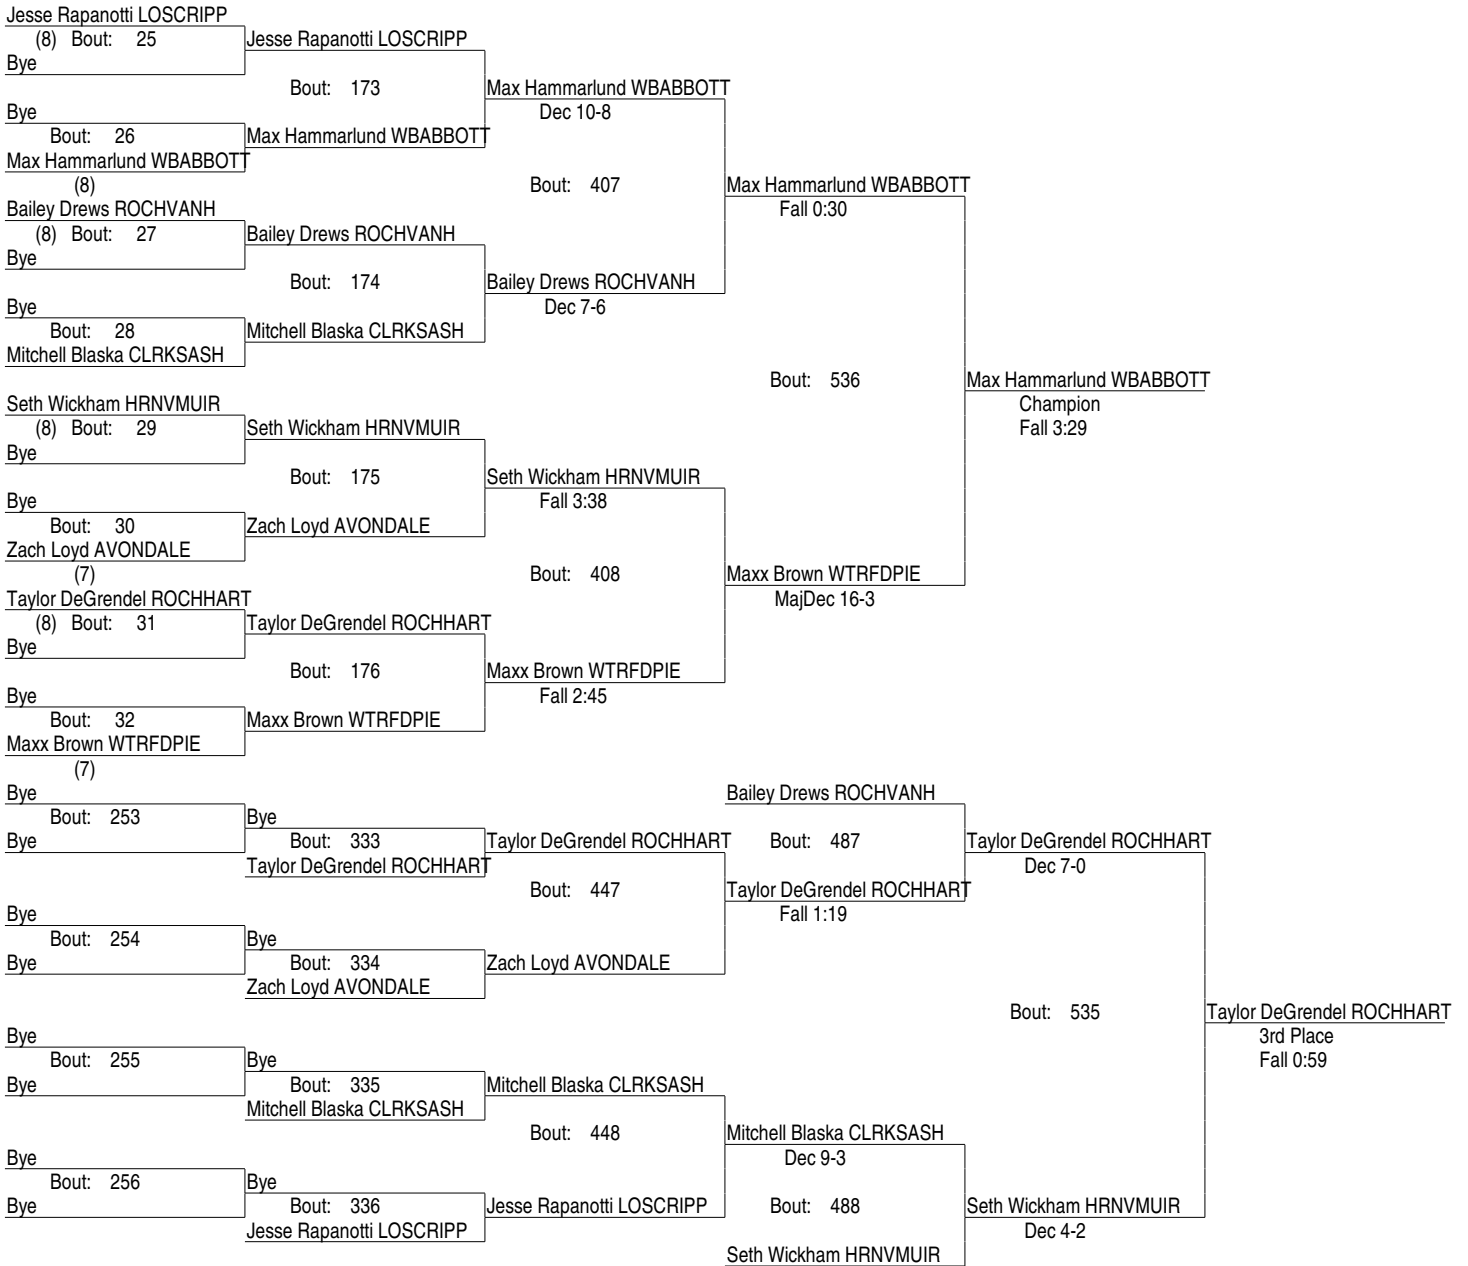 Jesse Rapanotti LOSCRIPP
(8) Bout: 25 Jesse Rapanotti LOSCRIPP
Bye
Bout: 173 Max Hammarlund WBABBOTT
Bye Dec 10-8
Bout: 26 Max Hammarlund WBABBOTT
Max Hammarlund WBABBOTT
(8) Bout: 407 Max Hammarlund WBABBOTT
Bailey Drews ROCHVANH Fall 0:30
(8) Bout: 27 Bailey Drews ROCHVANH
Bye
Bout: 174 Bailey Drews ROCHVANH
Bye Dec 7-6
Bout: 28 Mitchell Blaska CLRKSASH
Mitchell Blaska CLRKSASH
Bout: 536 Max Hammarlund WBABBOTT
Seth Wickham HRNVMUIR Champion
(8) Bout: 29 Seth Wickham HRNVMUIR Fall 3:29
Bye
Bout: 175 Seth Wickham HRNVMUIR
Bye Fall 3:38
Bout: 30 Zach Loyd AVONDALE
Zach Loyd AVONDALE
(7) Bout: 408 Maxx Brown WTRFDPIE
Taylor DeGrendel ROCHHART MajDec 16-3
(8) Bout: 31 Taylor DeGrendel ROCHHART
Bye
Bout: 176 Maxx Brown WTRFDPIE
Bye Fall 2:45
Bout: 32 Maxx Brown WTRFDPIE
Maxx Brown WTRFDPIE
(7)
Bye Bailey Drews ROCHVANH
Bout: 253 Bye
Bye Bout: 333 Taylor DeGrendel ROCHHART Bout: 487 Taylor DeGrendel ROCHHART
Taylor DeGrendel ROCHHART Dec 7-0
Bout: 447 Taylor DeGrendel ROCHHART
Bye Fall 1:19
Bout: 254 Bye
Bye Bout: 334 Zach Loyd AVONDALE
Zach Loyd AVONDALE
Bout: 535 Taylor DeGrendel ROCHHART
Bye 3rd Place
Bout: 255 Bye Fall 0:59
Bye Bout: 335 Mitchell Blaska CLRKSASH
Mitchell Blaska CLRKSASH
Bout: 448 Mitchell Blaska CLRKSASH
Bye Dec 9-3
Bout: 256 Bye
Bye Bout: 336 Jesse Rapanotti LOSCRIPP Bout: 488 Seth Wickham HRNVMUIR
Jesse Rapanotti LOSCRIPP Dec 4-2
Seth Wickham HRNVMUIR